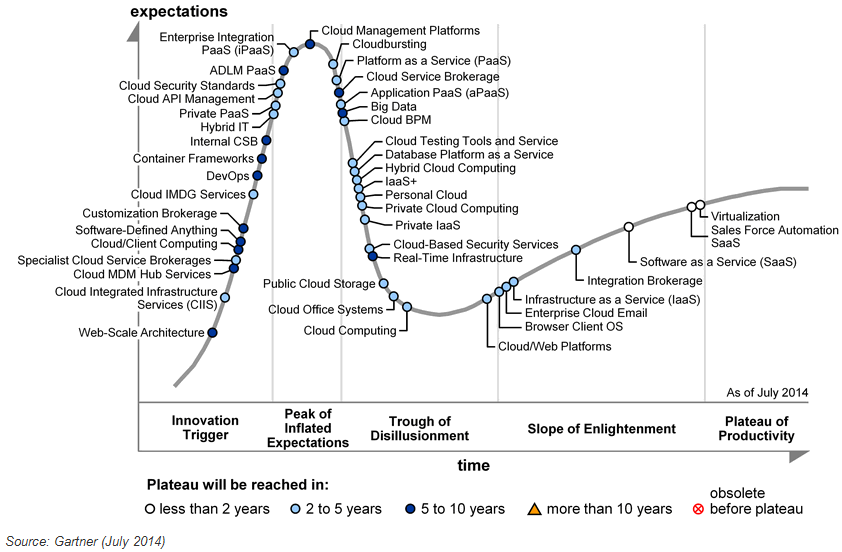 expectations
Cloud Management Platforms
Enterprise Integration
PaaS (iPaaS)
Cloudbursting
Platform as a Service (PaaS)
ADLM PaaS
Cloud Service Brokerage
Cloud Security Standards
Application PaaS (aPaaS)
Cloud API Management
Big Data
Private PaaS
Cloud BPM
Hybrid IT
Internal CSB
Cloud Testing Tools and Service
Container Frameworks
Database Platform as a Service
Hybrid Cloud Computing
DevOps
IaaS+
Cloud IMDG Services
Personal Cloud
Private Cloud Computing
Customization Brokerage
Private IaaS
Software-Defined Anything
Cloud/Client Computing
Cloud-Based Security Services
Specialist Cloud Service Brokerages
Real-Time Infrastructure
Cloud MDM Hub Services
Public Cloud Storage
Cloud Integrated Infrastructure
Services (CIIS)
Cloud Office Systems
Web-Scale Architecture
Cloud Computing
Virtualization
Sales Force Automation
SaaS
Software as a Service (SaaS)
Integration Brokerage
Infrastructure as a Service (IaaS)
Enterprise Cloud Email
Browser Client OS
Cloud/Web Platforms
As of July 2014
Innovation
Trigger
Peak of
Inflated
Expectations
Trough of
Disillusionment
Slope of Enlightenment
Plateau of
Productivity
time
Plateau will be reached in:
less than 2 years
2 to 5 years
5 to 10 years
more than 10 years
obsolete
before plateau
Source: Gartner (July 2014)